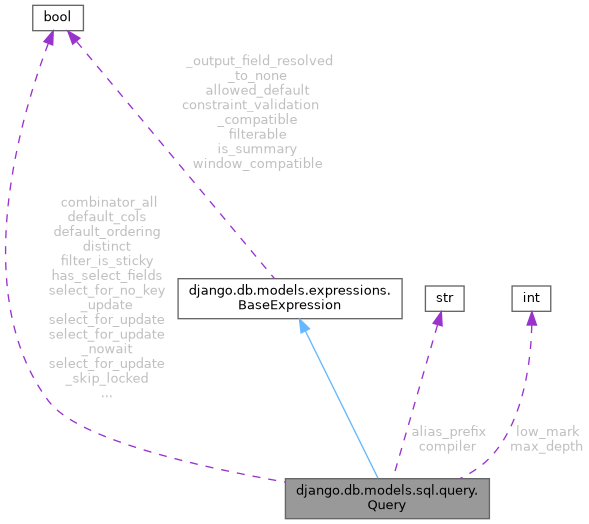 bool
_output_field_resolved
_to_none
allowed_default
constraint_validation
_compatible
filterable
is_summary
window_compatible
combinator_all
default_cols
default_ordering
distinct
filter_is_sticky
has_select_fields
select_for_no_key
_update
select_for_update
select_for_update
_nowait
select_for_update
_skip_locked
...
django.db.models.expressions.
BaseExpression
str
int
alias_prefix
compiler
low_mark
max_depth
django.db.models.sql.query.
Query